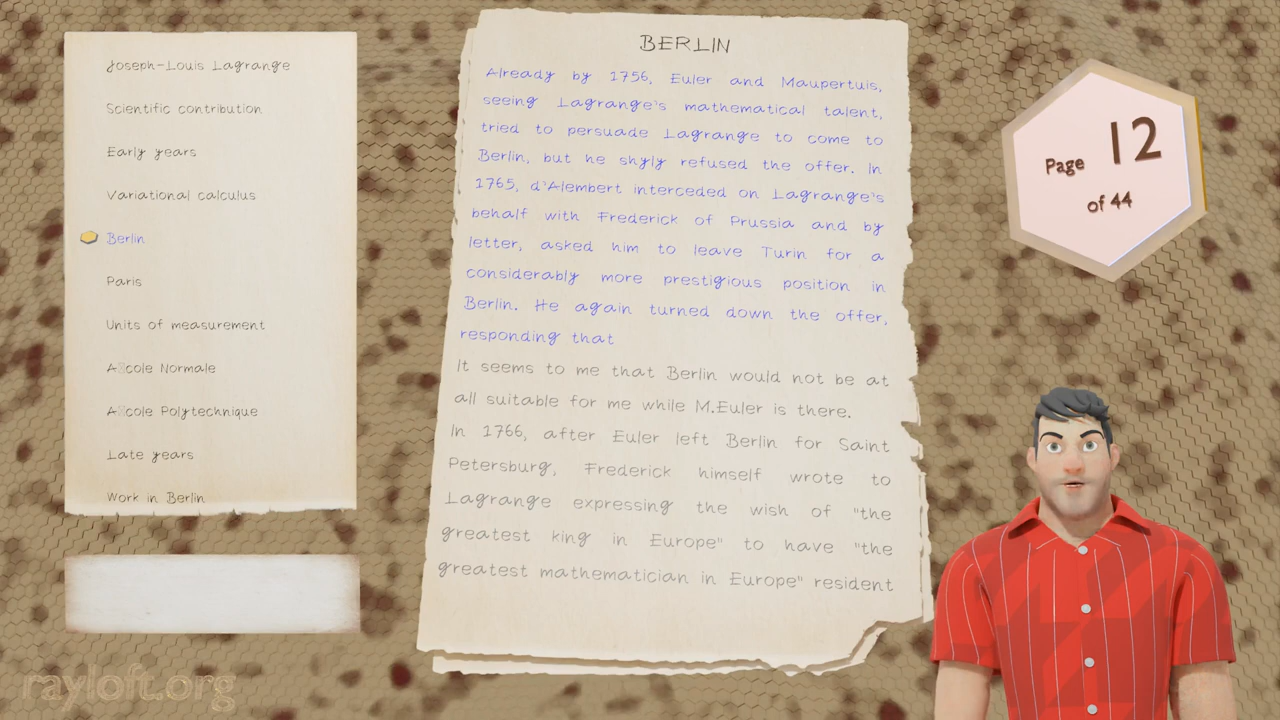 Joseph-Louis Lagrange
Scientific contribution
Early years
Variational calculus
Berlin
Paris
Units of measurement
A cole Normale
A cole Polytechnique
Late years
Work in Berlin
BERLIN
Already by 1756, Euler and Maupertuis,
seeing Lagrange's mathematical talent,
tried to persuade Lagrange to come to
Berlin, but he shyly refused the offer. In
1765, d'Alembert interceded on Lagrange's
behalf with Frederick of Prussia and by
letter, asked him to leave Turin for a
considerably more prestigious position in
Berlin. He again turned down the offer,
responding that
It seems to me that Berlin would not be at
all suitable for me while M.Euler is there.
In 1766, after Euler left Berlin for Saint
Petersburg, Frederick himself wrote to
Lagrange expressing the wish of "the
greatest king in Europe" to have "the
greatest mathematician in Europe" resident
Page 12
of 44
rayloft.org